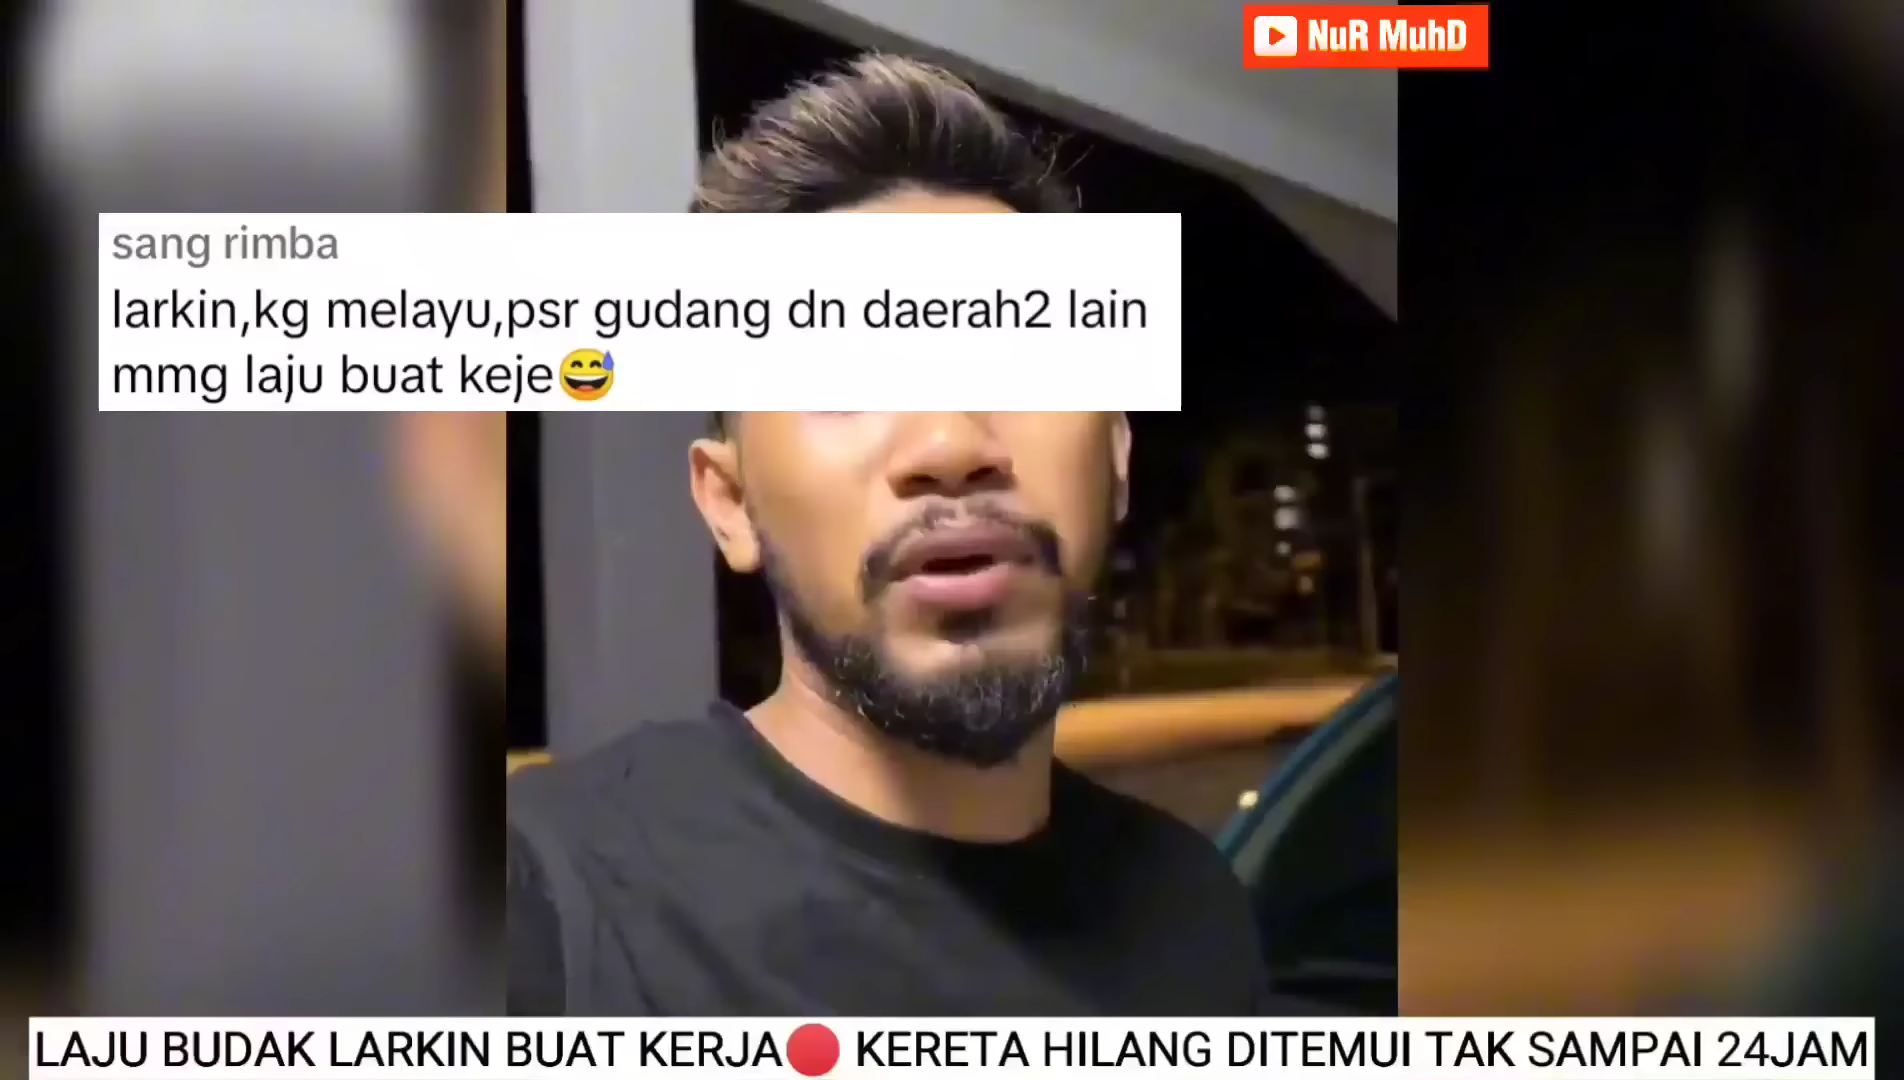 NuR MuhD
sang rimba
larkin,kg melayu,psr gudang dn daerah2 lain
mmg laju buat keje😅
LAJU BUDAK LARKIN BUAT KERJA🔴 KERETA HILANG DITEMUI TAK SAMPAI 24JAM